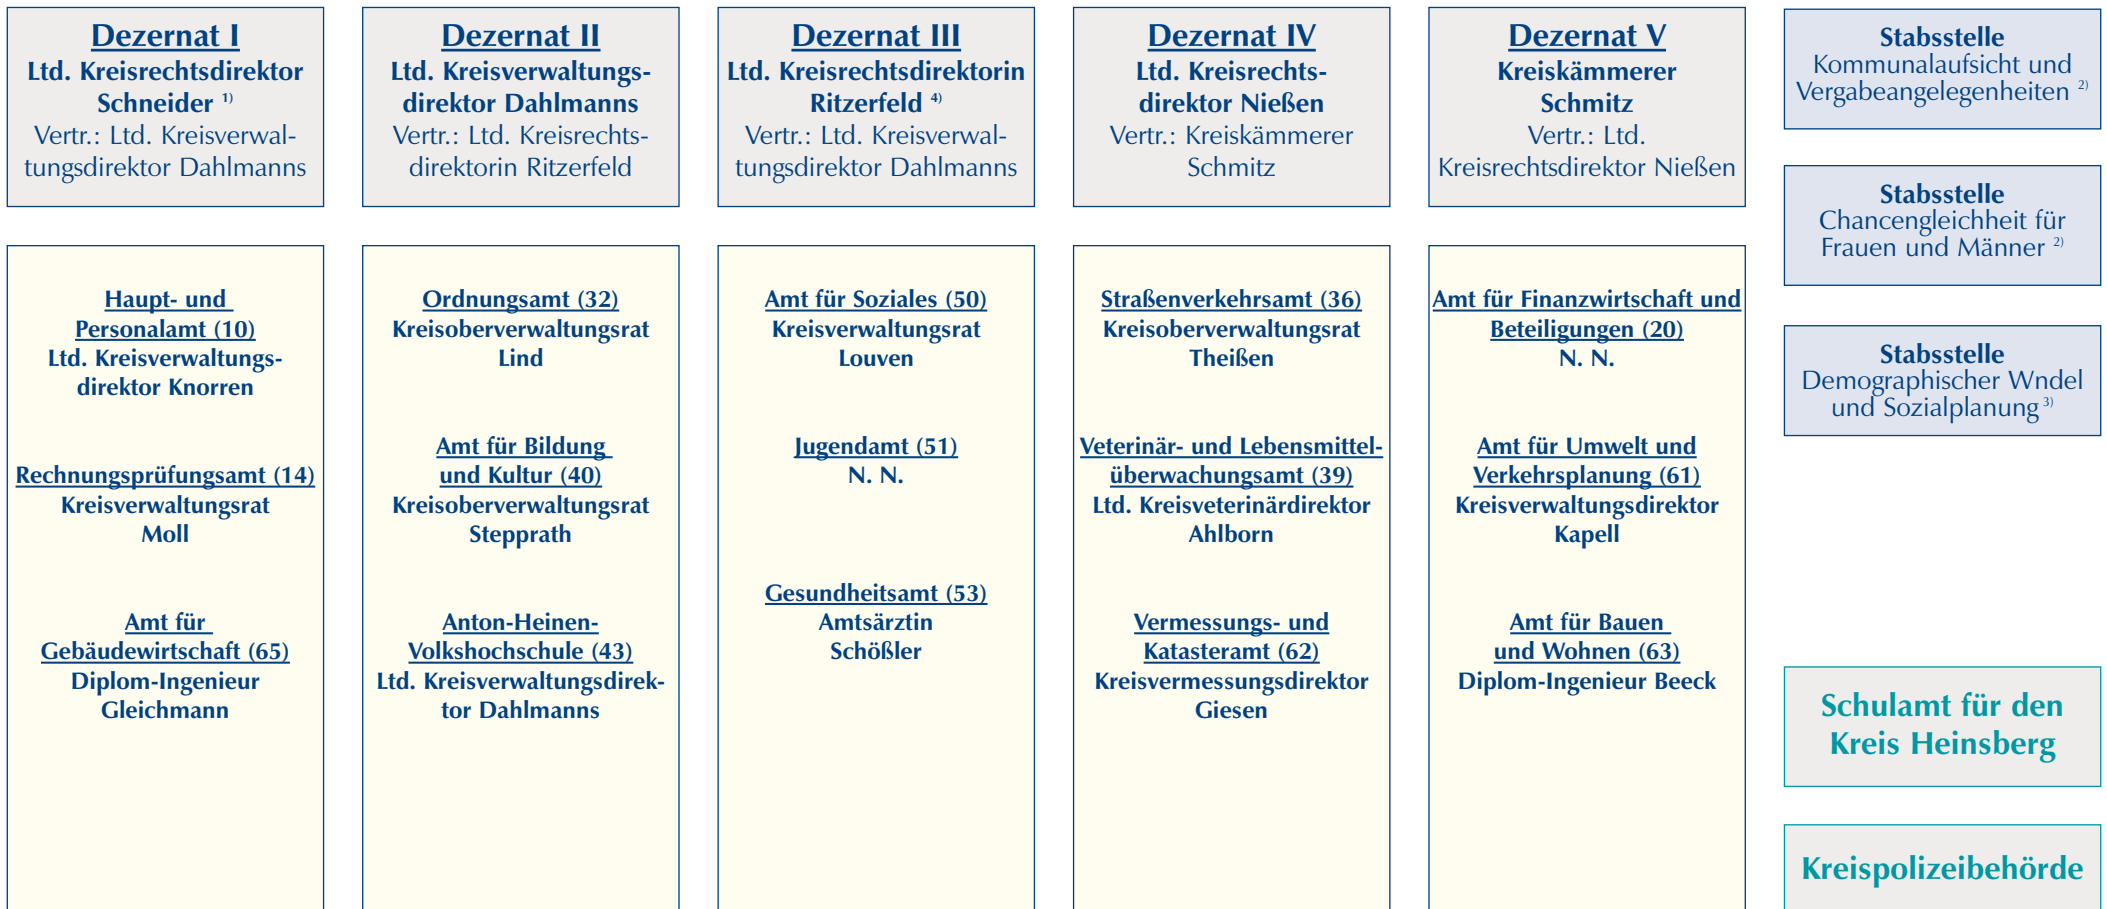 Dezernat I
Ltd. Kreisrechtsdirektor
Schneider 1)
Vertr.: Ltd. Kreisverwal-
tungsdirektor Dahlmanns
Dezernat II
Ltd. Kreisverwaltungs-
direktor Dahlmanns
Vertr.: Ltd. Kreisrechts-
direktorin Ritzerfeld
Dezernat III
Ltd. Kreisrechtsdirektorin
Ritzerfeld 4)
Vertr.: Ltd. Kreisverwal-
tungsdirektor Dahlmanns
Dezernat IV
Ltd. Kreisrechts-
direktor Nießen
Vertr.: Kreiskämmerer
Schmitz
Dezernat V
Kreiskämmerer
Schmitz
Vertr.: Ltd.
Kreisrechtsdirektor Nießen
Stabsstelle
Kommunalaufsicht und
Vergabeangelegenheiten 2)
Stabsstelle
Chancengleichheit für
Frauen und Männer 2)
Stabsstelle
Demographischer Wndel
und Sozialplanung 3)
Haupt- und
Personalamt (10)
Ltd. Kreisverwaltungs-
direktor Knorren
Rechnungsprüfungsamt (14)
Kreisverwaltungsrat
Moll
Amt für
Gebäudewirtschaft (65)
Diplom-Ingenieur
Gleichmann
Ordnungsamt (32)
Kreisoberverwaltungsrat
Lind
Amt für Bildung
und Kultur (40)
Kreisoberverwaltungsrat
Stepprath
Anton-Heinen-
Volkshochschule (43)
Ltd. Kreisverwaltungsdirek-
tor Dahlmanns
Amt für Soziales (50)
Kreisverwaltungsrat
Louven
Jugendamt (51)
N. N.
Gesundheitsamt (53)
Amtsärztin
Schößler
Straßenverkehrsamt (36)
Kreisoberverwaltungsrat
Theißen
Veterinär- und Lebensmittel-
überwachungsamt (39)
Ltd. Kreisveterinärdirektor
Ahlborn
Vermessungs- und
Katasteramt (62)
Kreisvermessungsdirektor
Giesen
Amt für Finanzwirtschaft und
Beteiligungen (20)
N. N.
Amt für Umwelt und
Verkehrsplanung (61)
Kreisverwaltungsdirektor
Kapell
Amt für Bauen
und Wohnen (63)
Diplom-Ingenieur Beeck
Schulamt für den
Kreis Heinsberg
Kreispolizeibehörde